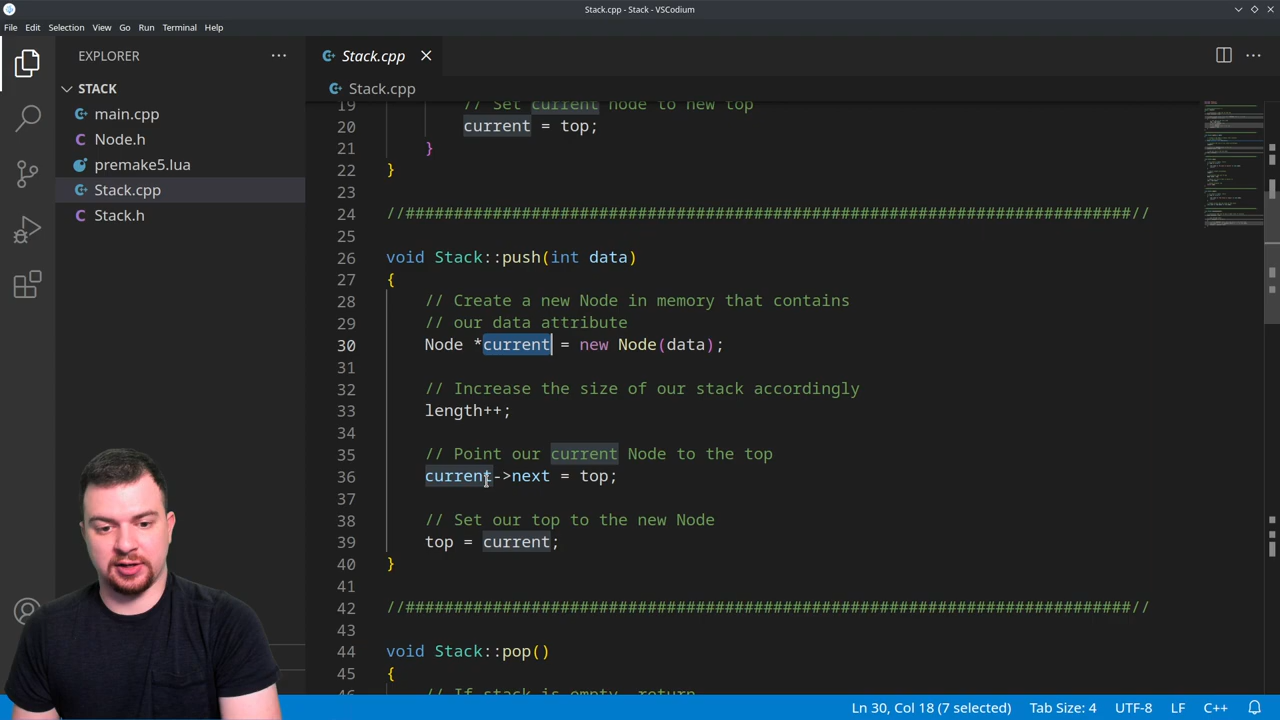 Stack.cpp - Stack - VSCodium
File Edit Selection View Go Run Terminal Help
EXPLORER
STACK
main.cpp
Node.h
premake5.lua
Stack.cpp
Stack.h
Stack.cpp
Stack.cpp
19 // Set current node to new top
20 current = top;
21 }
22 }
23
24 //###########################################################################//
25
26 void Stack::push(int data)
27 {
28 // Create a new Node in memory that contains
29 // our data attribute
30 Node *current = new Node(data);
31
32 // Increase the size of our stack accordingly
33 length++;
34
35 // Point our current Node to the top
36 current->next = top;
37
38 // Set our top to the new Node
39 top = current;
40 }
41
42 //###########################################################################//
43
44 void Stack::pop()
45 {
46 // If stack is empty, return
Ln 30, Col 18 (7 selected) Tab Size: 4 UTF-8 LF C++